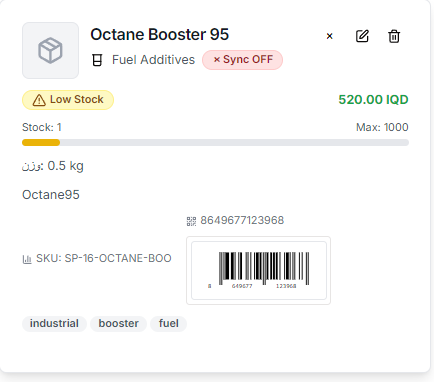 Octane Booster 95
×
Fuel Additives
× Sync OFF
Low Stock
520.00 IQD
Stock: 1
Max: 1000
وزن: 0.5 kg
Octane95
8649677123968
SKU: SP-16-OCTANE-BOO
8 649677 123968
industrial
booster
fuel